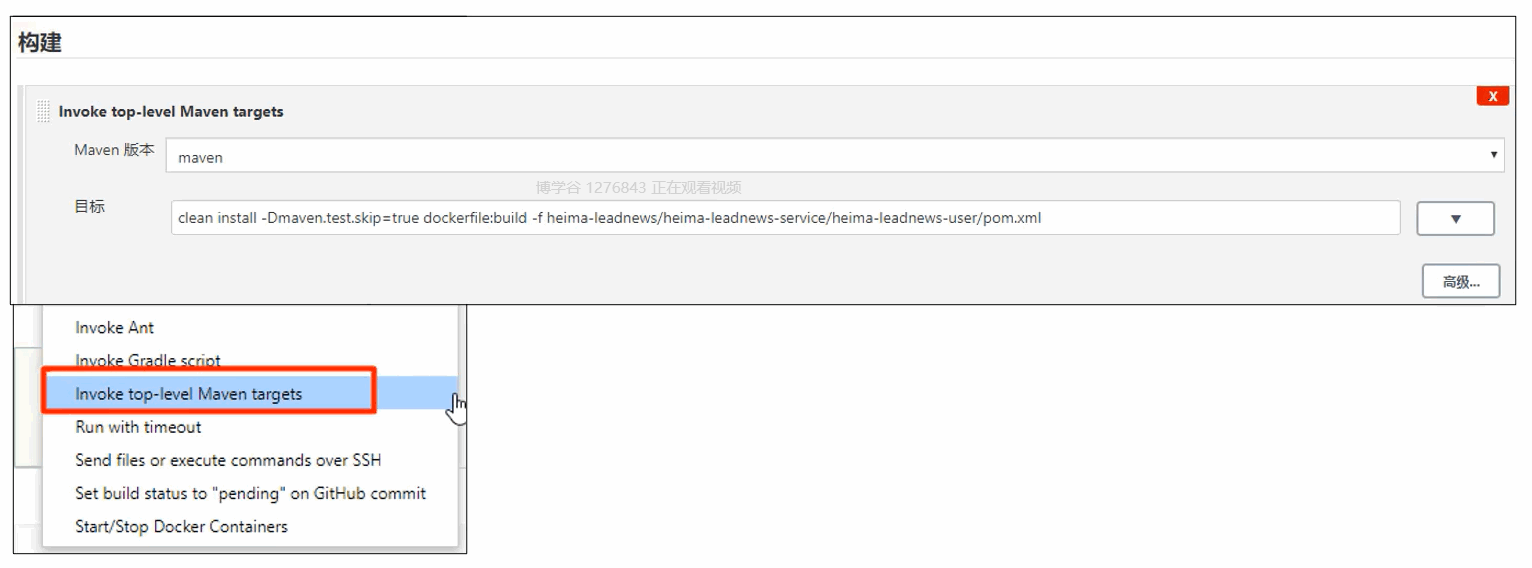 构建
Invoke top-level Maven targets
X
Maven 版本
maven
博学谷 1276843 正在观看视频
目标
clean install -Dmaven.test.skip=true dockerfile:build -f heima-leadnews/heima-leadnews-service/heima-leadnews-user/pom.xml
高级...
Invoke Ant
Invoke Gradle script
Invoke top-level Maven targets
Run with timeout
Send files or execute commands over SSH
Set build status to "pending" on GitHub commit
Start/Stop Docker Containers